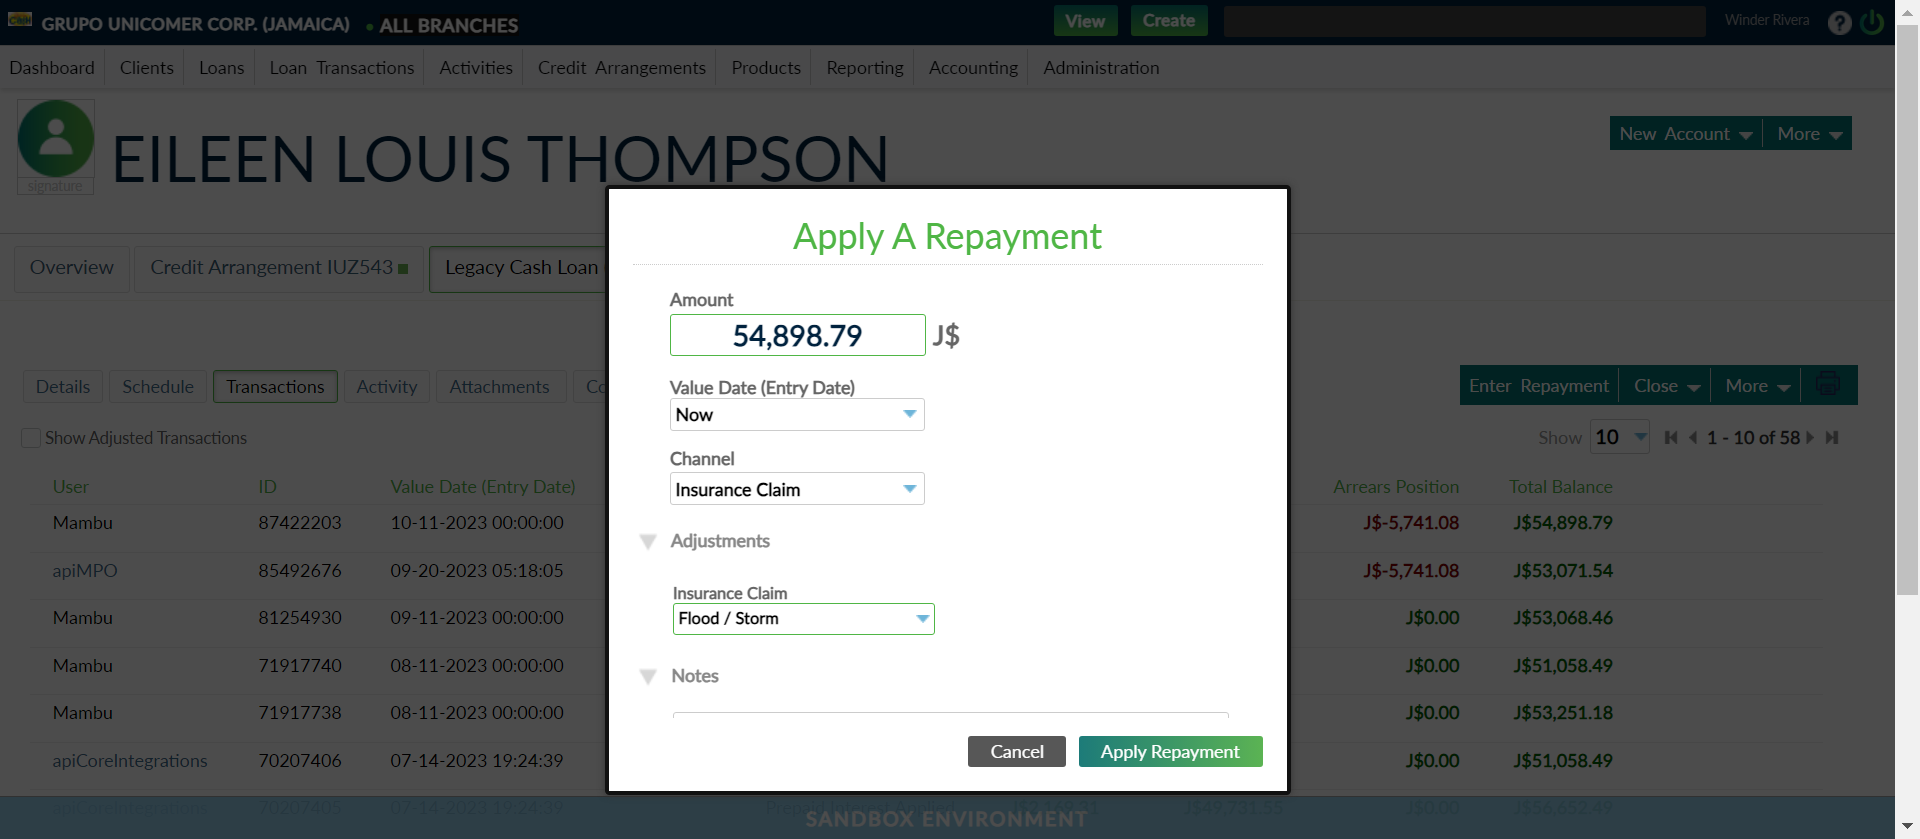 GRUPO UNICOMER CORP. (JAMAICA) • ALL BRANCHES
View Create Winder Rivera ?
Dashboard Clients Loans Loan Transactions Activities Credit Arrangements Products Reporting Accounting Administration
signature
EILEEN LOUIS THOMPSON
New Account More
Overview Credit Arrangement IUZ543 Legacy Cash Loan
Details Schedule Transactions Activity Attachments Co
Enter Repayment Close More
Show Adjusted Transactions
Show 10 1 - 10 of 58
User ID Value Date (Entry Date) Arrears Position Total Balance
Mambu 87422203 10-11-2023 00:00:00 J$-5,741.08 J$54,898.79
apiMPO 85492676 09-20-2023 05:18:05 J$-5,741.08 J$53,071.54
Mambu 81254930 09-11-2023 00:00:00 J$0.00 J$53,068.46
Mambu 71917740 08-11-2023 00:00:00 J$0.00 J$51,058.49
Mambu 71917738 08-11-2023 00:00:00 J$0.00 J$53,251.18
apiCoreIntegrations 70207406 07-14-2023 19:24:39 J$0.00 J$51,058.49
apiCoreIntegrations 70207405 07-14-2023 19:24:39 Prepaid Interest Applied J$2,169.31 J$49,731.55 J$0.00 J$56,652.49
SANDBOX ENVIRONMENT
Apply A Repayment
Amount
54,898.79 J$
Value Date (Entry Date)
Now
Channel
Insurance Claim
Adjustments
Insurance Claim
Flood / Storm
Notes
Cancel Apply Repayment